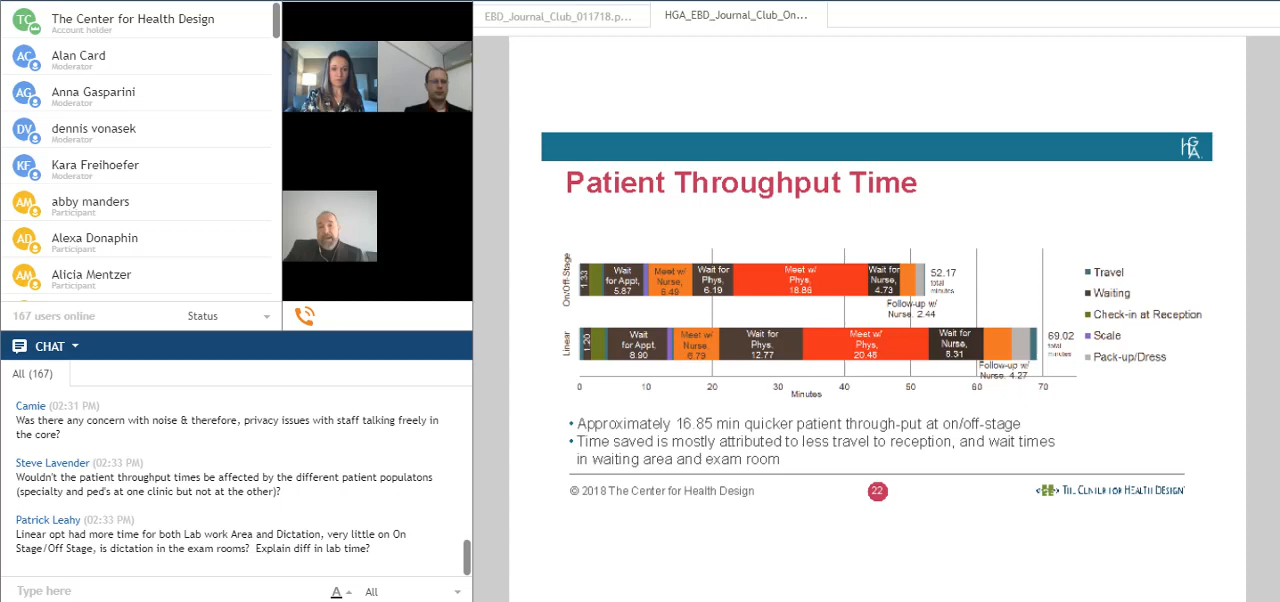 TC
The Center for Health Design
Account holder
AC
Alan Card
Moderator
AG
Anna Gasparini
Moderator
DV
dennis vonasek
Moderator
KF
Kara Freihoefer
Moderator
AM
abby manders
Participant
AD
Alexa Donaphin
Participant
AM
Alicia Mentzer
Participant
167 users online
Status
CHAT
All (167)
Camie (02:31 PM)
Was there any concern with noise & therefore, privacy issues with staff talking freely in
the core?
Steve Lavender (02:33 PM)
Wouldn't the patient throughput times be affected by the different patient populatons
(specialty and ped's at one clinic but not at the other)?
Patrick Leahy (02:33 PM)
Linear opt had more time for both Lab work Area and Dictation, very little on On
Stage/Off Stage, is dictation in the exam rooms? Explain diff in lab time?
Type here
A
All
EBD_Journal_Club_011718.p...
HGA_EBD_Journal_Club_On...
HGA
Patient Throughput Time
On/Off-Stage
1.33
Wait
for Appt,
5.87
Meet w/
Nurse, 6.49
Wait for
Phys,
6.19
Meet w/
Phys,
18.86
Wait for
Nurs,
4.73
52.17
total
minutes
Follow-up w/
Nurse, 2.44
Linear
1.20
Wait
for Appt,
8.90
Meet w/
Nurse,
6.79
Wait for
Phys,
12.77
Meet w/
Phys,
20.48
Wait for
Nurs,
8.31
69.02
total
minutes
Follow-up w/
Nurse, 4.27
0
10
20
30
40
50
60
70
Minutes
Travel
Waiting
Check-in at Reception
Scale
Pack-up/Dress
• Approximately 16.85 min quicker patient through-put at on/off-stage
• Time saved is mostly attributed to less travel to reception, and wait times
in waiting area and exam room
© 2018 The Center for Health Design
22
THE CENTER FOR HEALTH DESIGN